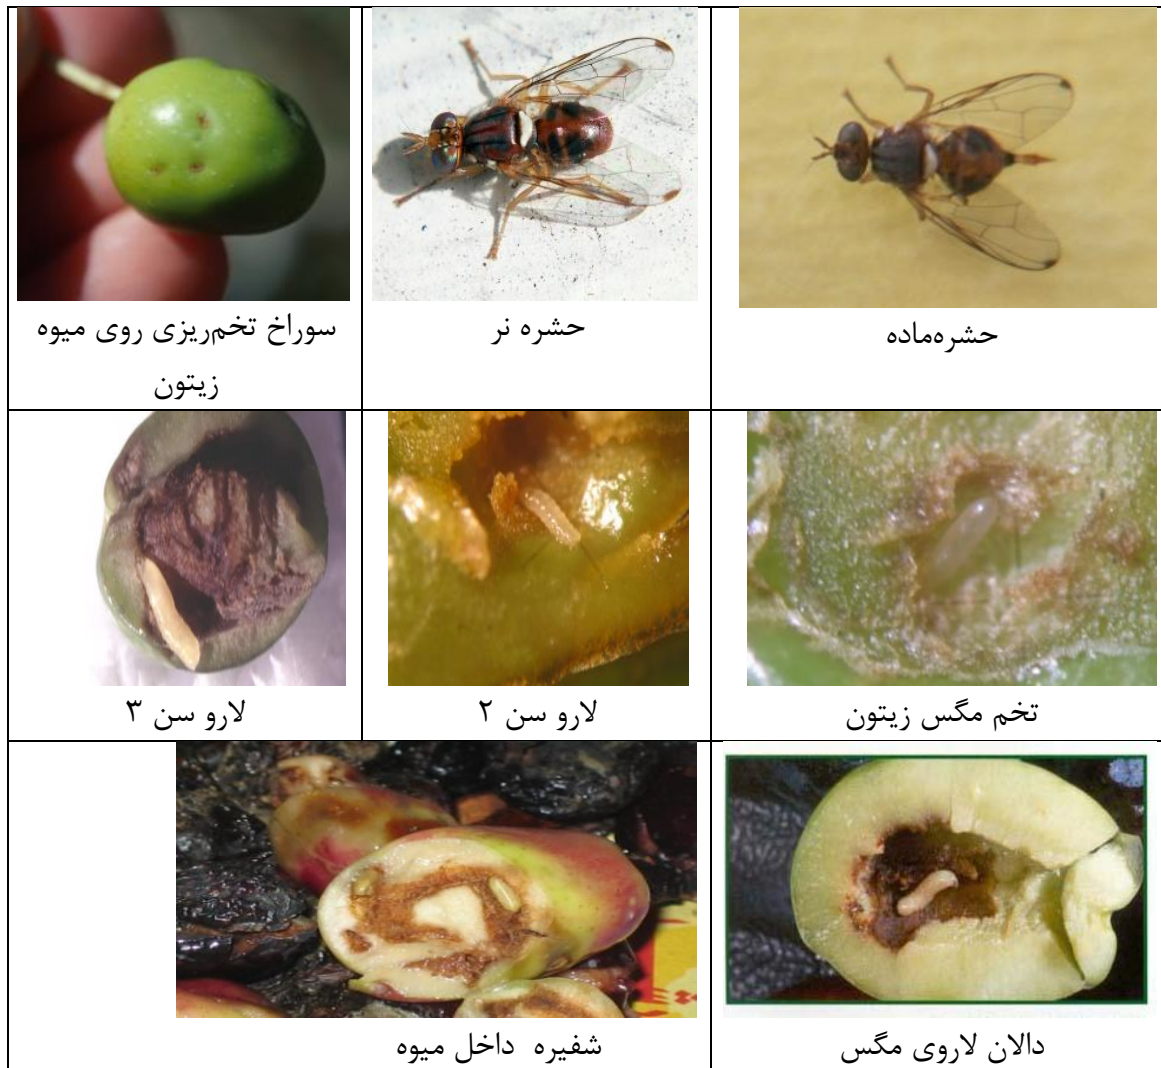 حشره‌ماده
حشره نر
سوراخ تخم‌ریزی روی میوه
زیتون
تخم مگس زیتون
لارو سن ۲
لارو سن ۳
دالان لاروی مگس
شفیره داخل میوه